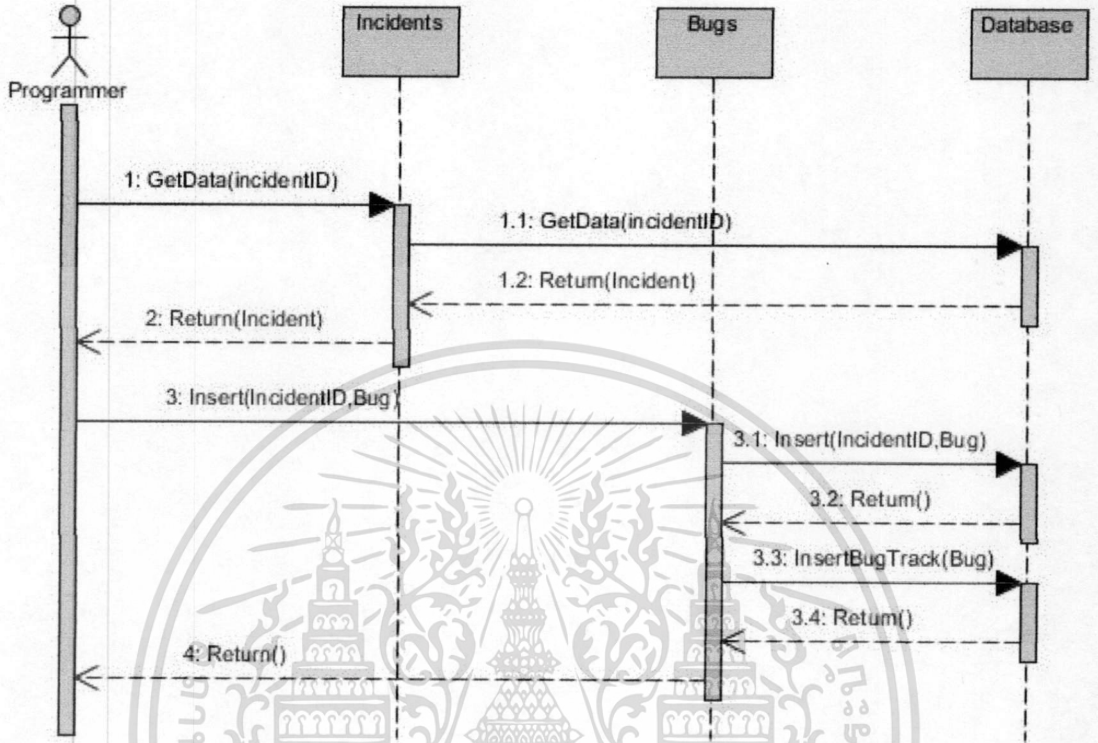 Incidents
Bugs
Database
Programmer
1: GetData(incidentID)
1.1: GetData(incidentID)
1.2: Return(Incident)
2: Return(Incident)
3: Insert(IncidentID,Bug)
3.1: Insert(IncidentID,Bug)
3.2: Return()
3.3: InsertBugTrack(Bug)
3.4: Return()
4: Return()